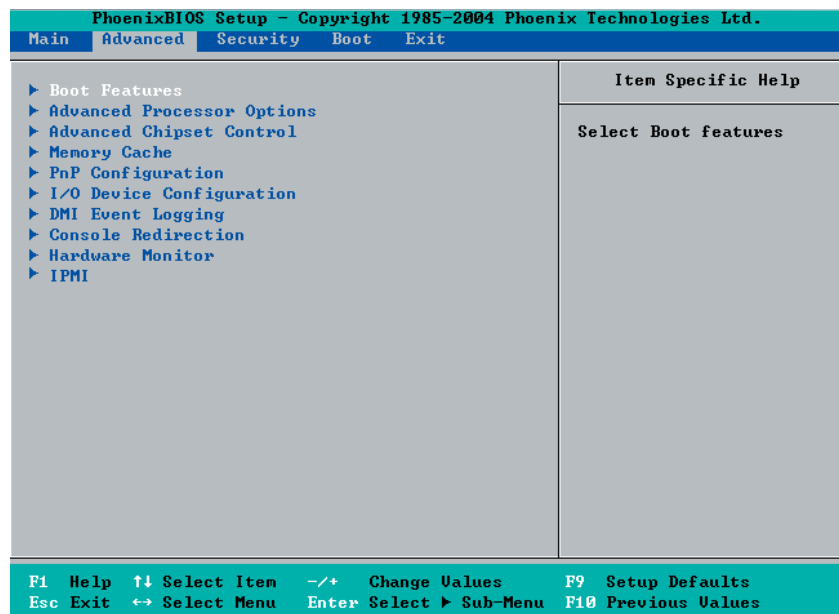 PhoenixBIOS Setup - Copyright 1985-2004 Phoenix Technologies Ltd.
Main Advanced Security Boot Exit
Item Specific Help
▶ Boot Features
▶ Advanced Processor Options
▶ Advanced Chipset Control
▶ Memory Cache
▶ PnP Configuration
▶ I/O Device Configuration
▶ DMI Event Logging
▶ Console Redirection
▶ Hardware Monitor
▶ IPMI
Select Boot features
F1 Help ↑↓ Select Item -/+ Change Values F9 Setup Defaults
Esc Exit ↔ Select Menu Enter Select ▶ Sub-Menu F10 Previous Values